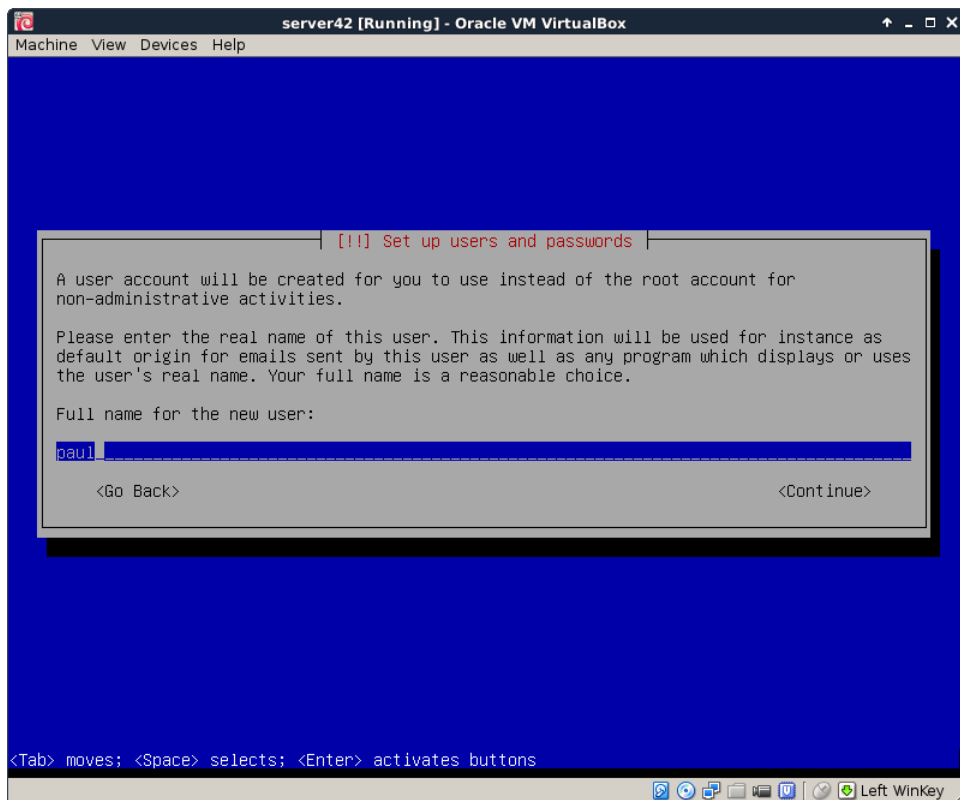 server42 [Running] - Oracle VM VirtualBox
Machine View Devices Help
[!!] Set up users and passwords
A user account will be created for you to use instead of the root account for
non-administrative activities.
Please enter the real name of this user. This information will be used for instance as
default origin for emails sent by this user as well as any program which displays or uses
the user's real name. Your full name is a reasonable choice.
Full name for the new user:
paul
<Go Back> <Continue>
<Tab> moves; <Space> selects; <Enter> activates buttons
Left WinKey